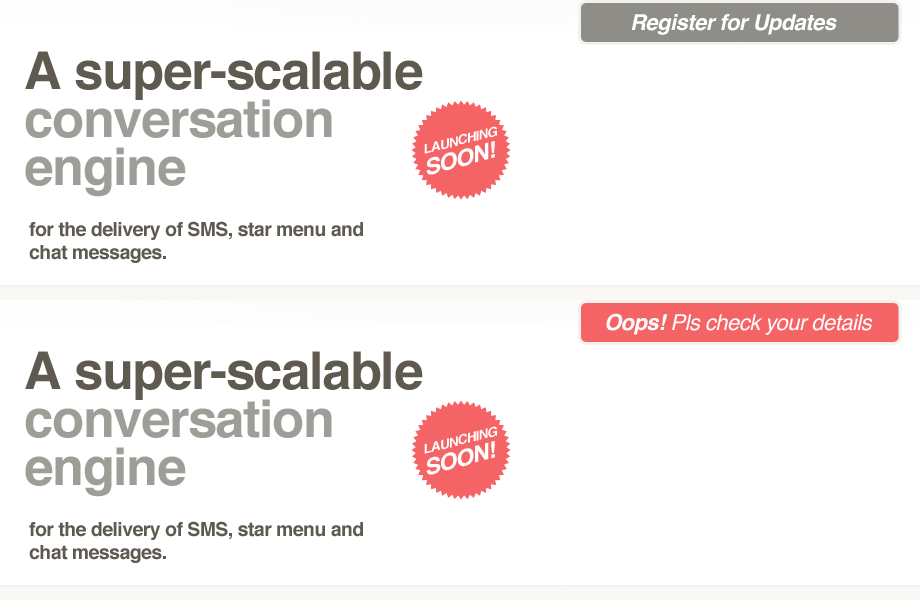 Register for Updates
A super-scalable
conversation
engine
LAUNCHING
SOON!
for the delivery of SMS, star menu and
chat messages.
Oops! Pls check your details
A super-scalable
conversation
engine
LAUNCHING
SOON!
for the delivery of SMS, star menu and
chat messages.